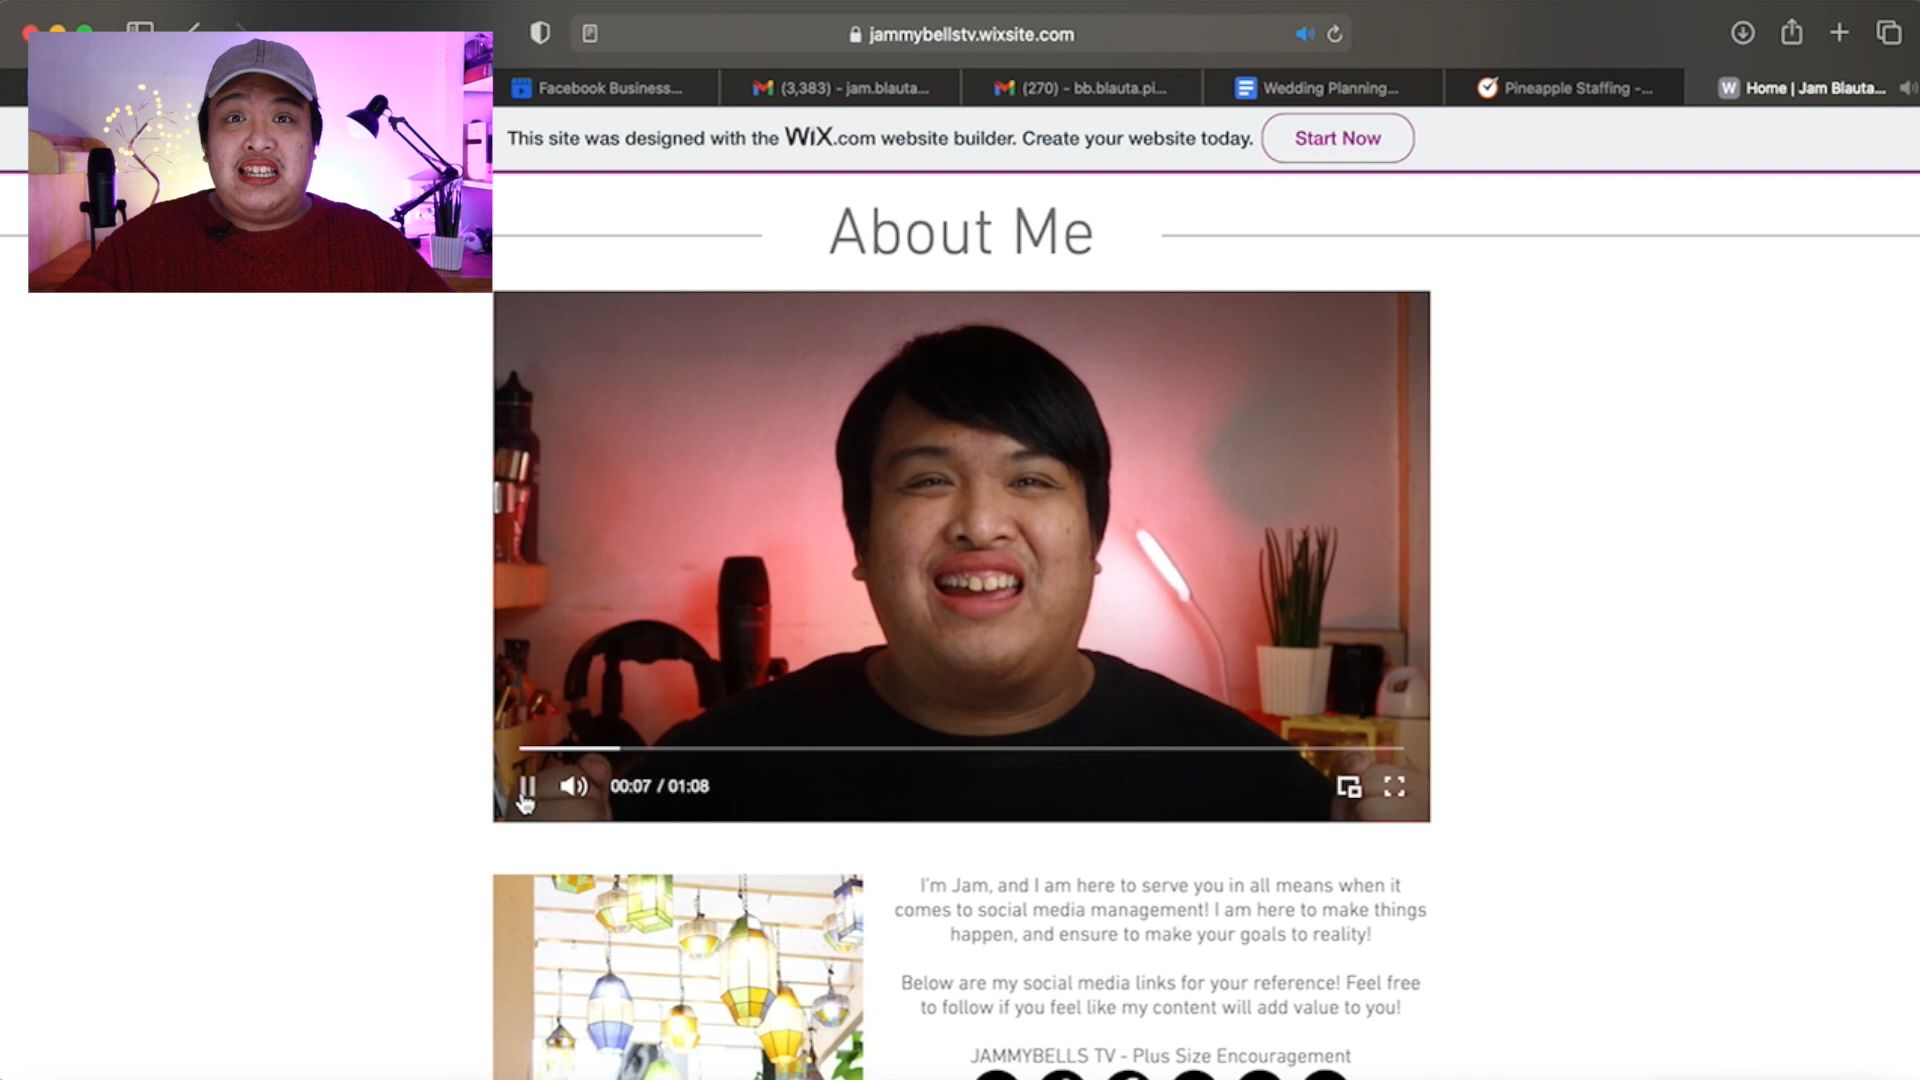 jammybellstv.wixsite.com
Facebook Business...
(3,383) - jam.blauta...
(270) - bb.blauta.pi...
Wedding Planning...
Pineapple Staffing -...
W Home | Jam Blauta...
This site was designed with the WiX.com website builder. Create your website today.
Start Now
About Me
00:07 / 01:08
I'm Jam, and I am here to serve you in all means when it
comes to social media management! I am here to make things
happen, and ensure to make your goals to reality!
Below are my social media links for your reference! Feel free
to follow if you feel like my content will add value to you!
JAMMYBELLS TV - Plus Size Encouragement